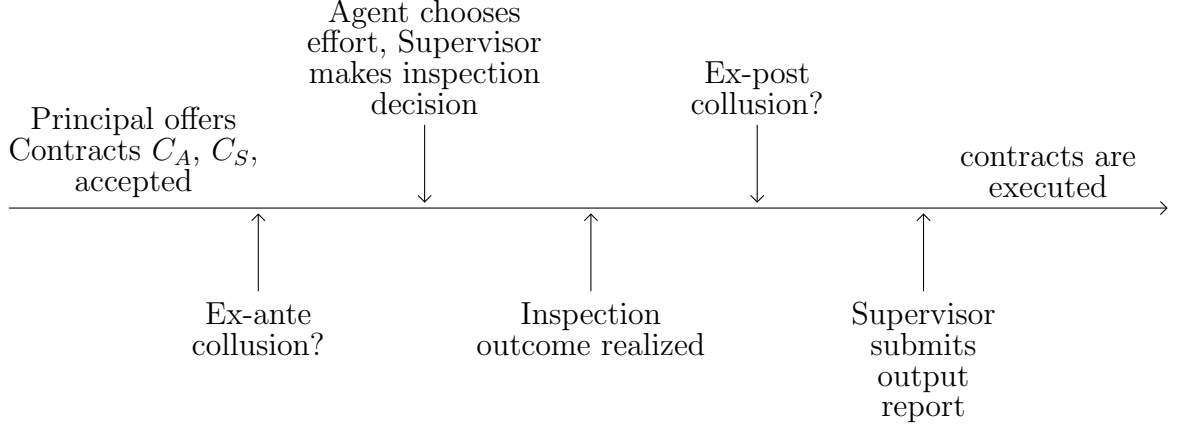 Principal offers
Contracts C_A, C_S,
accepted
Ex-ante
collusion?
Agent chooses
effort, Supervisor
makes inspection
decision
Inspection
outcome realized
Ex-post
collusion?
Supervisor
submits
output
report
contracts are
executed